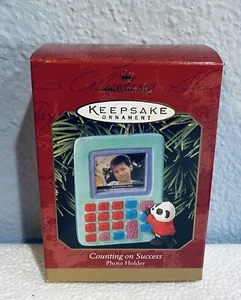 Hallmark
KEEPSAKE
ORNAMENT
Counting on Success
Photo Holder